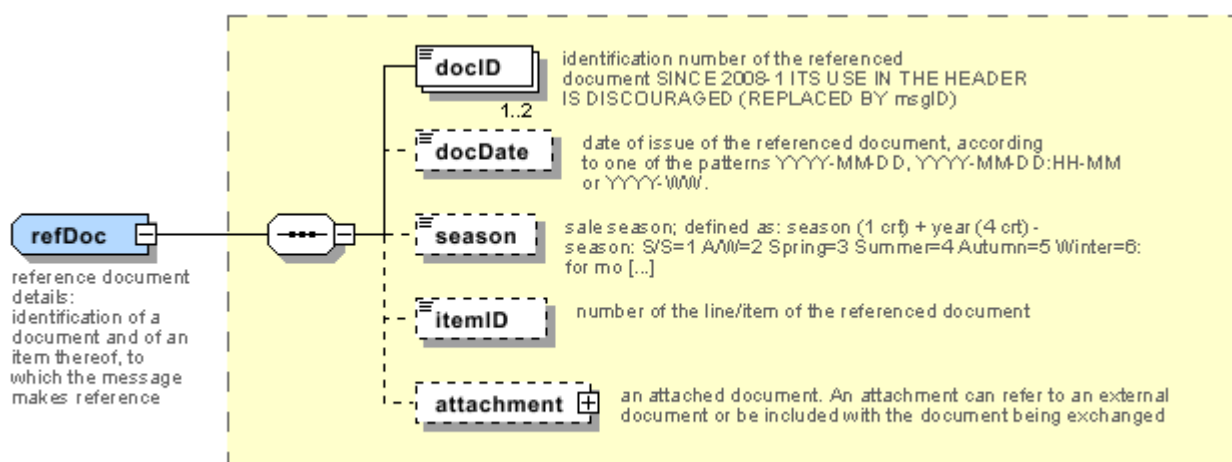 docID
1..2
identification number of the referenced
document SINCE 2008-1 ITS USE IN THE HEADER
IS DISCOURAGED (REPLACED BY msgID)
docDate
date of issue of the referenced document, according
to one of the patterns YYYY-MM-DD, YYYY-MM-DD:HH-MM
or YYYY-WW.
refDoc
reference document
details:
identification of a
document and of an
item thereof, to
which the message
makes reference
season
sale season; defined as: season (1 crt) + year (4 crt) -
season: S/S=1 A/W=2 Spring=3 Summer=4 Autumn=5 Winter=6:
for mo [...]
itemID
number of the line/item of the referenced document
attachment
an attached document. An attachment can refer to an external
document or be included with the document being exchanged